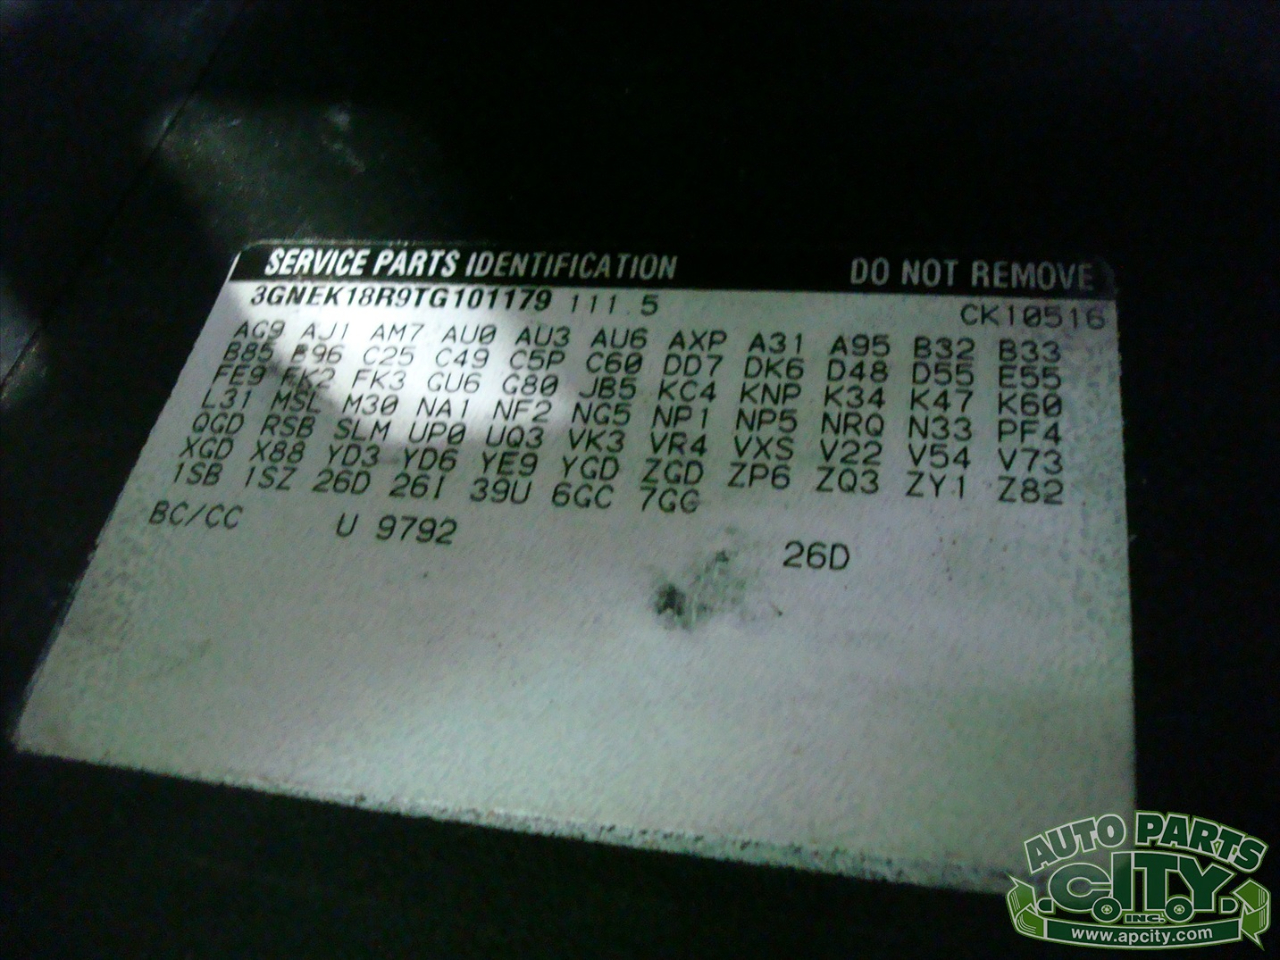 SERVICE PARTS IDENTIFICATION DO NOT REMOVE
3GNEK18R9TG101179 111.5 CK10516
AG9 AJ1 AM7 AU0 AU3 AU6 AXP A31 A95 B32 B33
B85 B96 C25 C49 C5P C60 DD7 DK6 D48 D55 E55
FE9 FK2 FK3 GU6 G80 JB5 KC4 KNP K34 K47 K60
L31 MSL M30 NA1 NF2 NG5 NP1 NP5 NRQ N33 PF4
QGD RSB SLM UP0 UQ3 VK3 VR4 VXS V22 V54 V73
XGD X88 YD3 YD6 YE9 YGD ZGD ZP6 ZQ3 ZY1 Z82
1SB 1SZ 26D 26I 39U 6GC 7GG
BC/CC U 9792 26D
AUTO PARTS
CITY
INC.
www.apcity.com